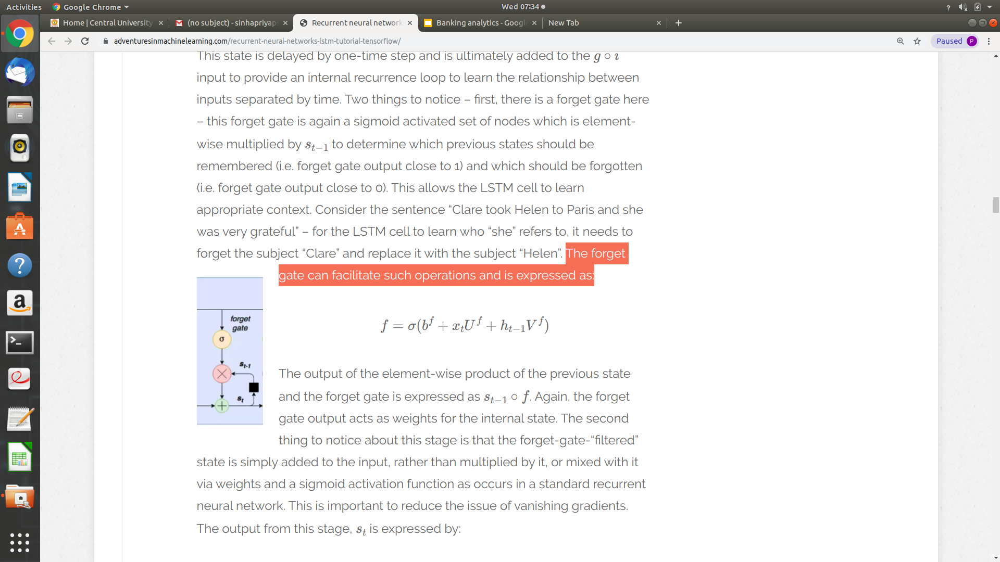 Activities Google Chrome Wed 07:34
Home | Central University (no subject) - sinhapriyap Recurrent neural network Banking analytics - Google New Tab
adventuresinmachinelearning.com/recurrent-neural-networks-lstm-tutorial-tensorflow/ Paused P
This state is delayed by one-time step and is ultimately added to the g ∘ i
input to provide an internal recurrence loop to learn the relationship between
inputs separated by time. Two things to notice – first, there is a forget gate here
– this forget gate is again a sigmoid activated set of nodes which is element-
wise multiplied by s_{t−1} to determine which previous states should be
remembered (i.e. forget gate output close to 1) and which should be forgotten
(i.e. forget gate output close to 0). This allows the LSTM cell to learn
appropriate context. Consider the sentence “Clare took Helen to Paris and she
was very grateful” – for the LSTM cell to learn who “she” refers to, it needs to
forget the subject “Clare” and replace it with the subject “Helen”. The forget
gate can facilitate such operations and is expressed as:
forget
gate
σ
s_{t-1}
s_t
f = σ(b^f + x_t U^f + h_{t−1} V^f)
The output of the element-wise product of the previous state
and the forget gate is expressed as s_{t−1} ∘ f. Again, the forget
gate output acts as weights for the internal state. The second
thing to notice about this stage is that the forget-gate-“filtered”
state is simply added to the input, rather than multiplied by it, or mixed with it
via weights and a sigmoid activation function as occurs in a standard recurrent
neural network. This is important to reduce the issue of vanishing gradients.
The output from this stage, s_t is expressed by: